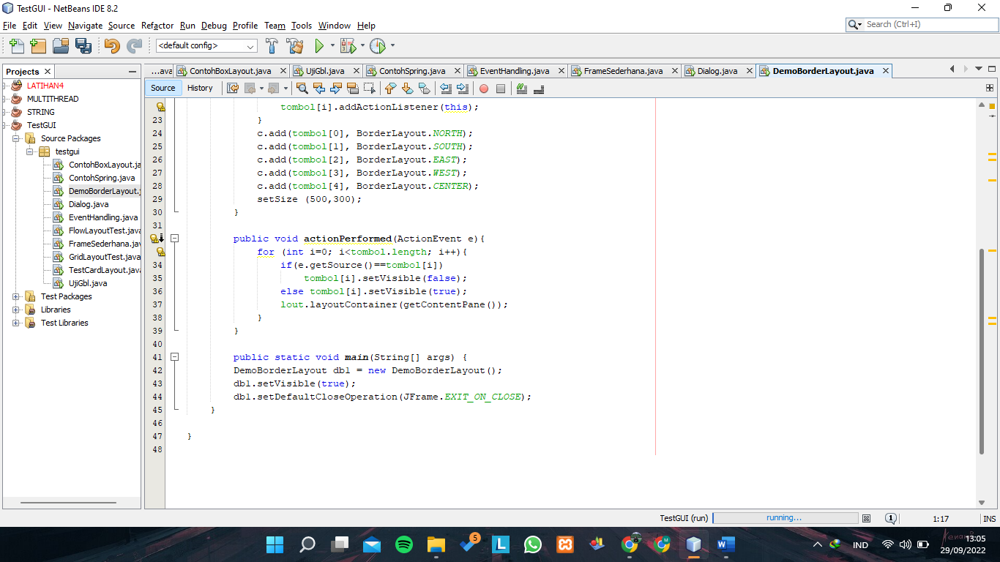 TestGUI - NetBeans IDE 8.2
File Edit View Navigate Source Refactor Run Debug Profile Team Tools Window Help
Search (Ctrl+I)
<default config>
Projects
...ava ContohBoxLayout.java UjiGbl.java ContohSpring.java EventHandling.java FrameSederhana.java Dialog.java DemoBorderLayout.java
LATIHAN4
MULTITHREAD
STRING
TestGUI
Source Packages
testgui
ContohBoxLayout.ja
ContohSpring.java
DemoBorderLayout.j
Dialog.java
EventHandling.java
FlowLayoutTest.java
FrameSederhana.jav
GridLayoutTest.java
TestCardLayout.java
UjiGbl.java
Test Packages
Libraries
Test Libraries
Source History
tombol[i].addActionListener(this);
23 }
24 c.add(tombol[0], BorderLayout.NORTH);
25 c.add(tombol[1], BorderLayout.SOUTH);
26 c.add(tombol[2], BorderLayout.EAST);
27 c.add(tombol[3], BorderLayout.WEST);
28 c.add(tombol[4], BorderLayout.CENTER);
29 setSize (500,300);
30 }
31
public void actionPerformed(ActionEvent e){
for (int i=0; i<tombol.length; i++){
34 if(e.getSource()==tombol[i])
35 tombol[i].setVisible(false);
36 else tombol[i].setVisible(true);
37 lout.layoutContainer(getContentPane());
38 }
39 }
40
41 public static void main(String[] args) {
42 DemoBorderLayout dbl = new DemoBorderLayout();
43 dbl.setVisible(true);
44 dbl.setDefaultCloseOperation(JFrame.EXIT_ON_CLOSE);
45 }
46
47 }
48
TestGUI (run) running... 1 1:17 INS
5 L W IND 13:05
29/09/2022